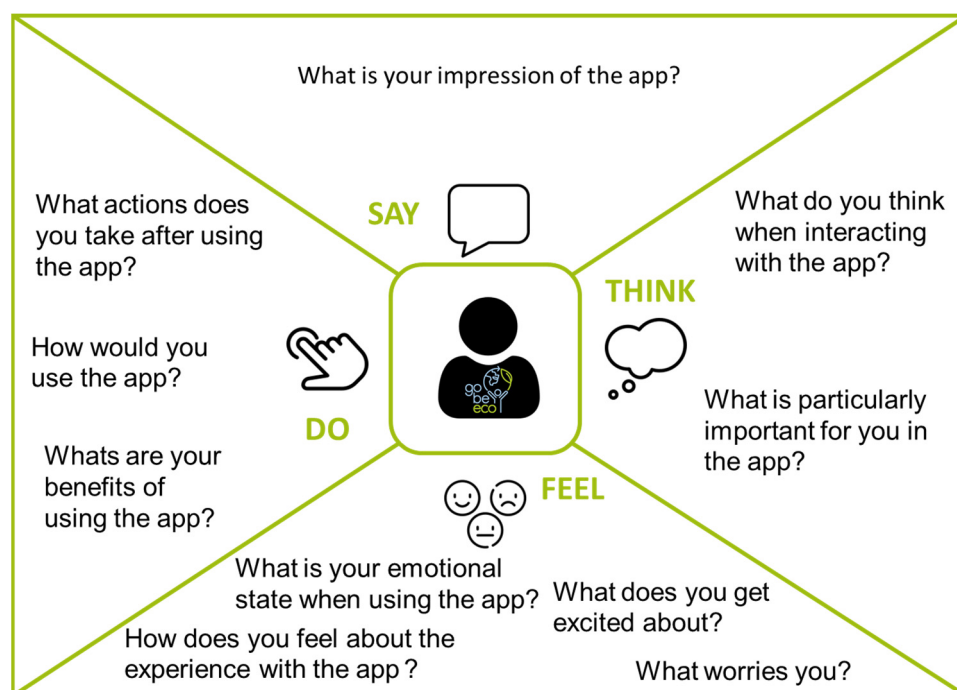 What is your impression of the app?
SAY
What actions does
you take after using
the app?
How would you
use the app?
DO
Whats are your
benefits of
using the app?
What do you think
when interacting
with the app?
THINK
What is particularly
important for you in
the app?
go
be
eco
FEEL
What is your emotional
state when using the app?
How does you feel about the
experience with the app ?
What does you get
excited about?
What worries you?